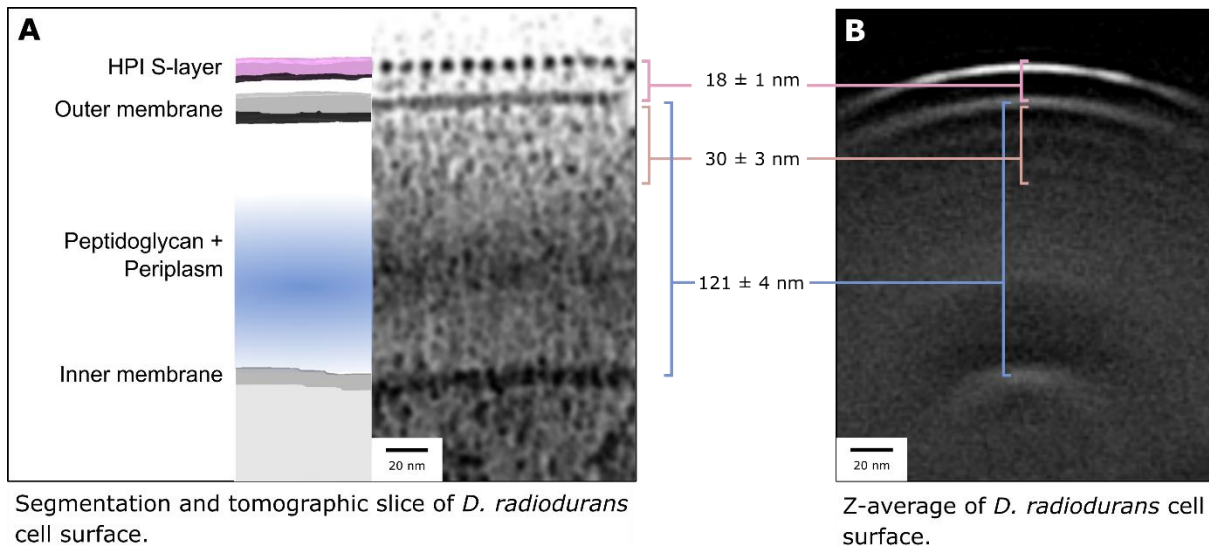 A
HPI S-layer
Outer membrane
Peptidoglycan +
Periplasm
Inner membrane
20 nm
18 ± 1 nm
30 ± 3 nm
121 ± 4 nm
B
20 nm
Segmentation and tomographic slice of D. radiodurans
cell surface.
Z-average of D. radiodurans cell
surface.